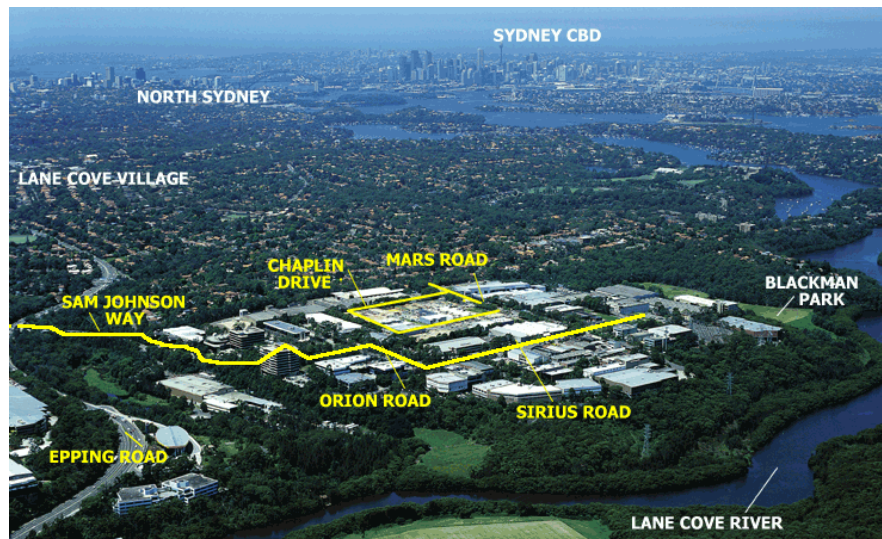 SYDNEY CBD
NORTH SYDNEY
LANE COVE VILLAGE
MARS ROAD
CHAPLIN
DRIVE
BLACKMAN
PARK
SAM JOHNSON
WAY
ORION ROAD
SIRIUS ROAD
EPPING ROAD
LANE COVE RIVER